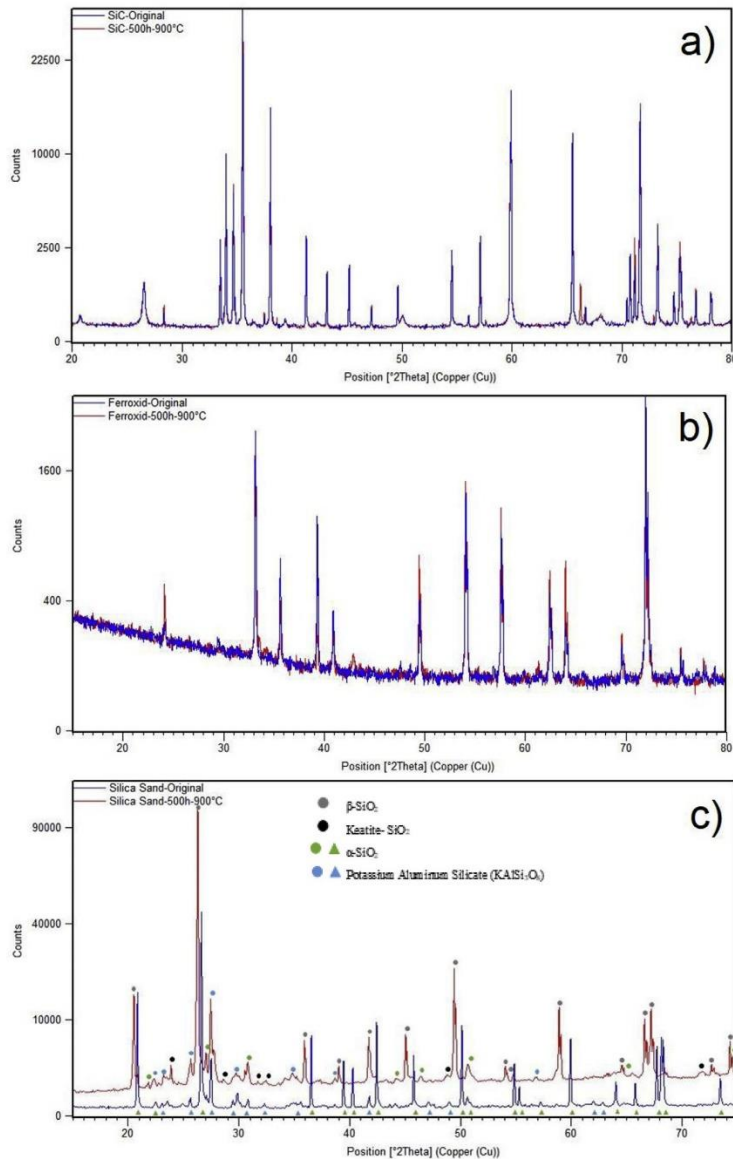 SiC-Original
SiC-500h-900°C
a)
22500
10000
2500
0
Counts
20 30 40 50 60 70 80
Position [°2Theta] (Copper (Cu))
Ferroxid-Original
Ferroxid-500h-900°C
b)
1600
400
0
Counts
20 30 40 50 60 70 80
Position [°2Theta] (Copper (Cu))
Silica Sand-Original
Silica Sand-500h-900°C
c)
β-SiO₂
Keatite- SiO₂
α-SiO₂
Potassium Aluminum Silicate (KAlSi₃O₈)
90000
40000
10000
0
Counts
20 30 40 50 60 70
Position [°2Theta] (Copper (Cu))